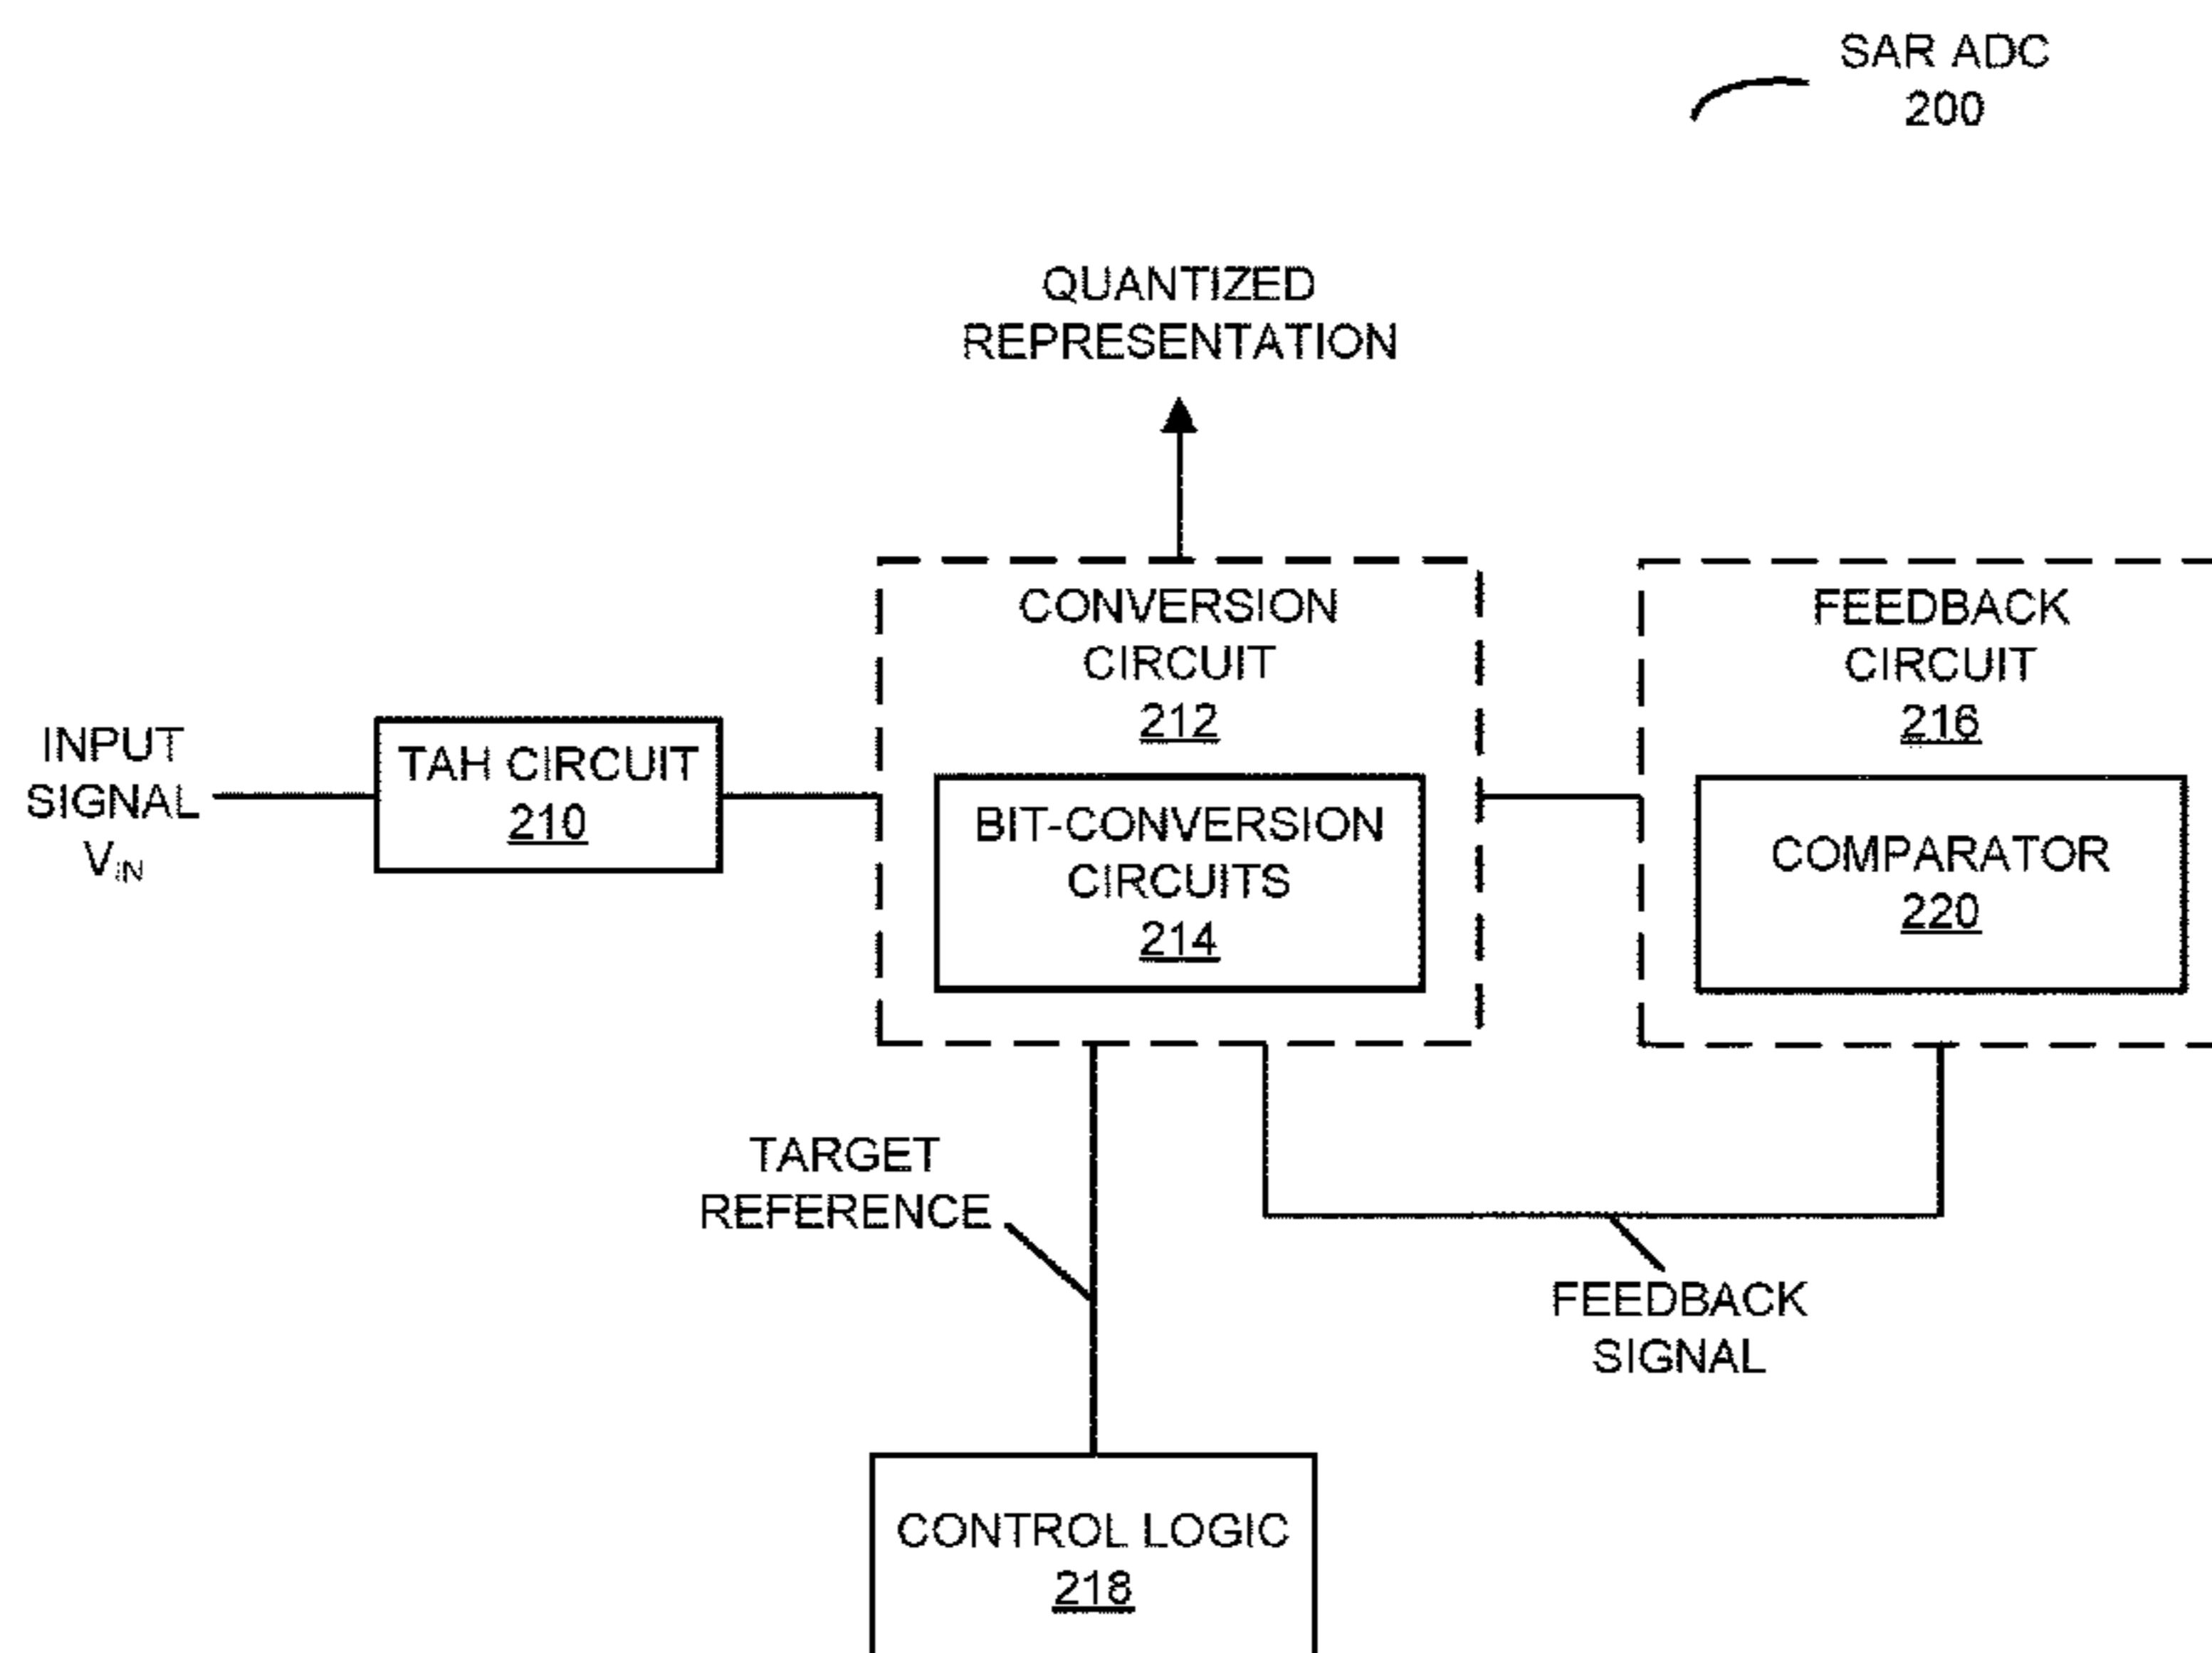 SAR ADC
200
QUANTIZED
REPRESENTATION
CONVERSION
CIRCUIT
212
FEEDBACK
CIRCUIT
216
INPUT
SIGNAL
VIN
TAH CIRCUIT
210
BIT-CONVERSION
CIRCUITS
214
COMPARATOR
220
TARGET
REFERENCE
FEEDBACK
SIGNAL
CONTROL LOGIC
218